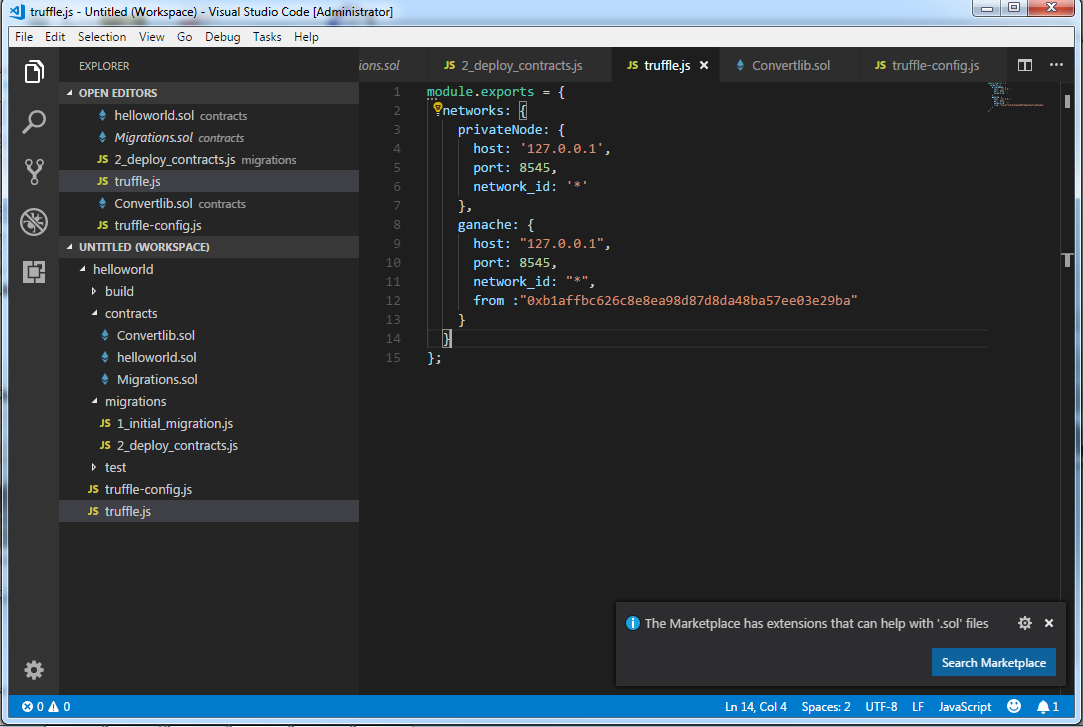 truffle.js - Untitled (Workspace) - Visual Studio Code [Administrator]
File Edit Selection View Go Debug Tasks Help
EXPLORER
OPEN EDITORS
helloworld.sol contracts
Migrations.sol contracts
JS 2_deploy_contracts.js migrations
JS truffle.js
Convertlib.sol contracts
JS truffle-config.js
UNTITLED (WORKSPACE)
helloworld
build
contracts
Convertlib.sol
helloworld.sol
Migrations.sol
migrations
JS 1_initial_migration.js
JS 2_deploy_contracts.js
test
JS truffle-config.js
JS truffle.js
ions.sol JS 2_deploy_contracts.js JS truffle.js Convertlib.sol JS truffle-config.js
1 module.exports = {
2 networks: {
3 privateNode: {
4 host: '127.0.0.1',
5 port: 8545,
6 network_id: '*'
7 },
8 ganache: {
9 host: "127.0.0.1",
10 port: 8545,
11 network_id: "*",
12 from :"0xb1affbc626c8e8ea98d87d8da48ba57ee03e29ba"
13 }
14 }
15 };
The Marketplace has extensions that can help with '.sol' files
Search Marketplace
0 0 Ln 14, Col 4 Spaces: 2 UTF-8 LF JavaScript 1